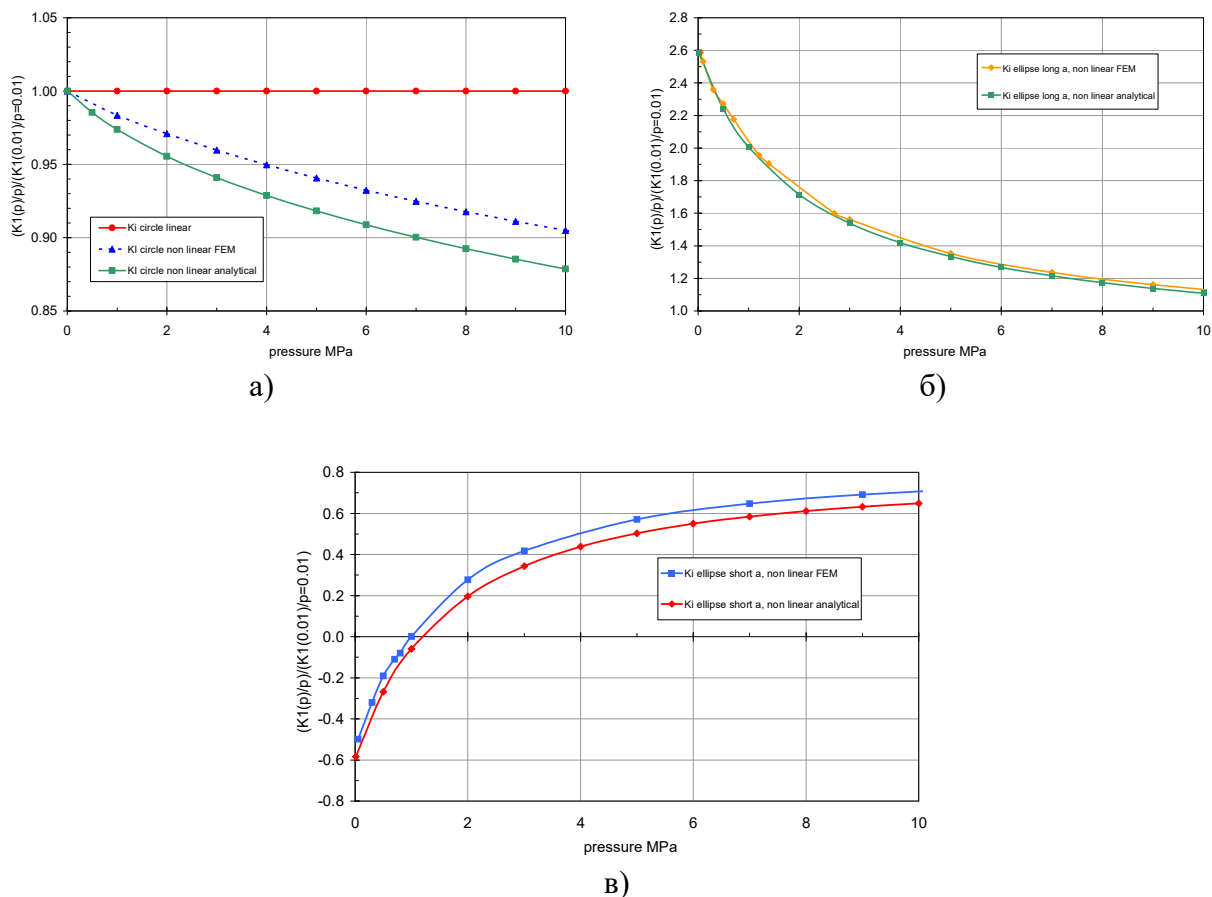 1.05
1.00
0.95
0.90
0.85
(K1(p)/p)/(K1(0.01)/p=0.01)
Ki circle linear
Ki circle non linear FEM
KI circle non linear analytical
0 2 4 6 8 10
pressure MPa
а)
2.8
2.6
2.4
2.2
2.0
1.8
1.6
1.4
1.2
1.0
(K1(p)/p)/(K1(0.01)/p=0.01)
Ki ellipse long a, non linear FEM
Ki ellipse long a, non linear analytical
0 2 4 6 8 10
pressure MPa
б)
0.8
0.6
0.4
0.2
0.0
-0.2
-0.4
-0.6
-0.8
(K1(p)/p)/(K1(0.01)/p=0.01)
Ki ellipse short a, non linear FEM
Ki ellipse short a, non linear analytical
0 2 4 6 8 10
pressure MPa
в)